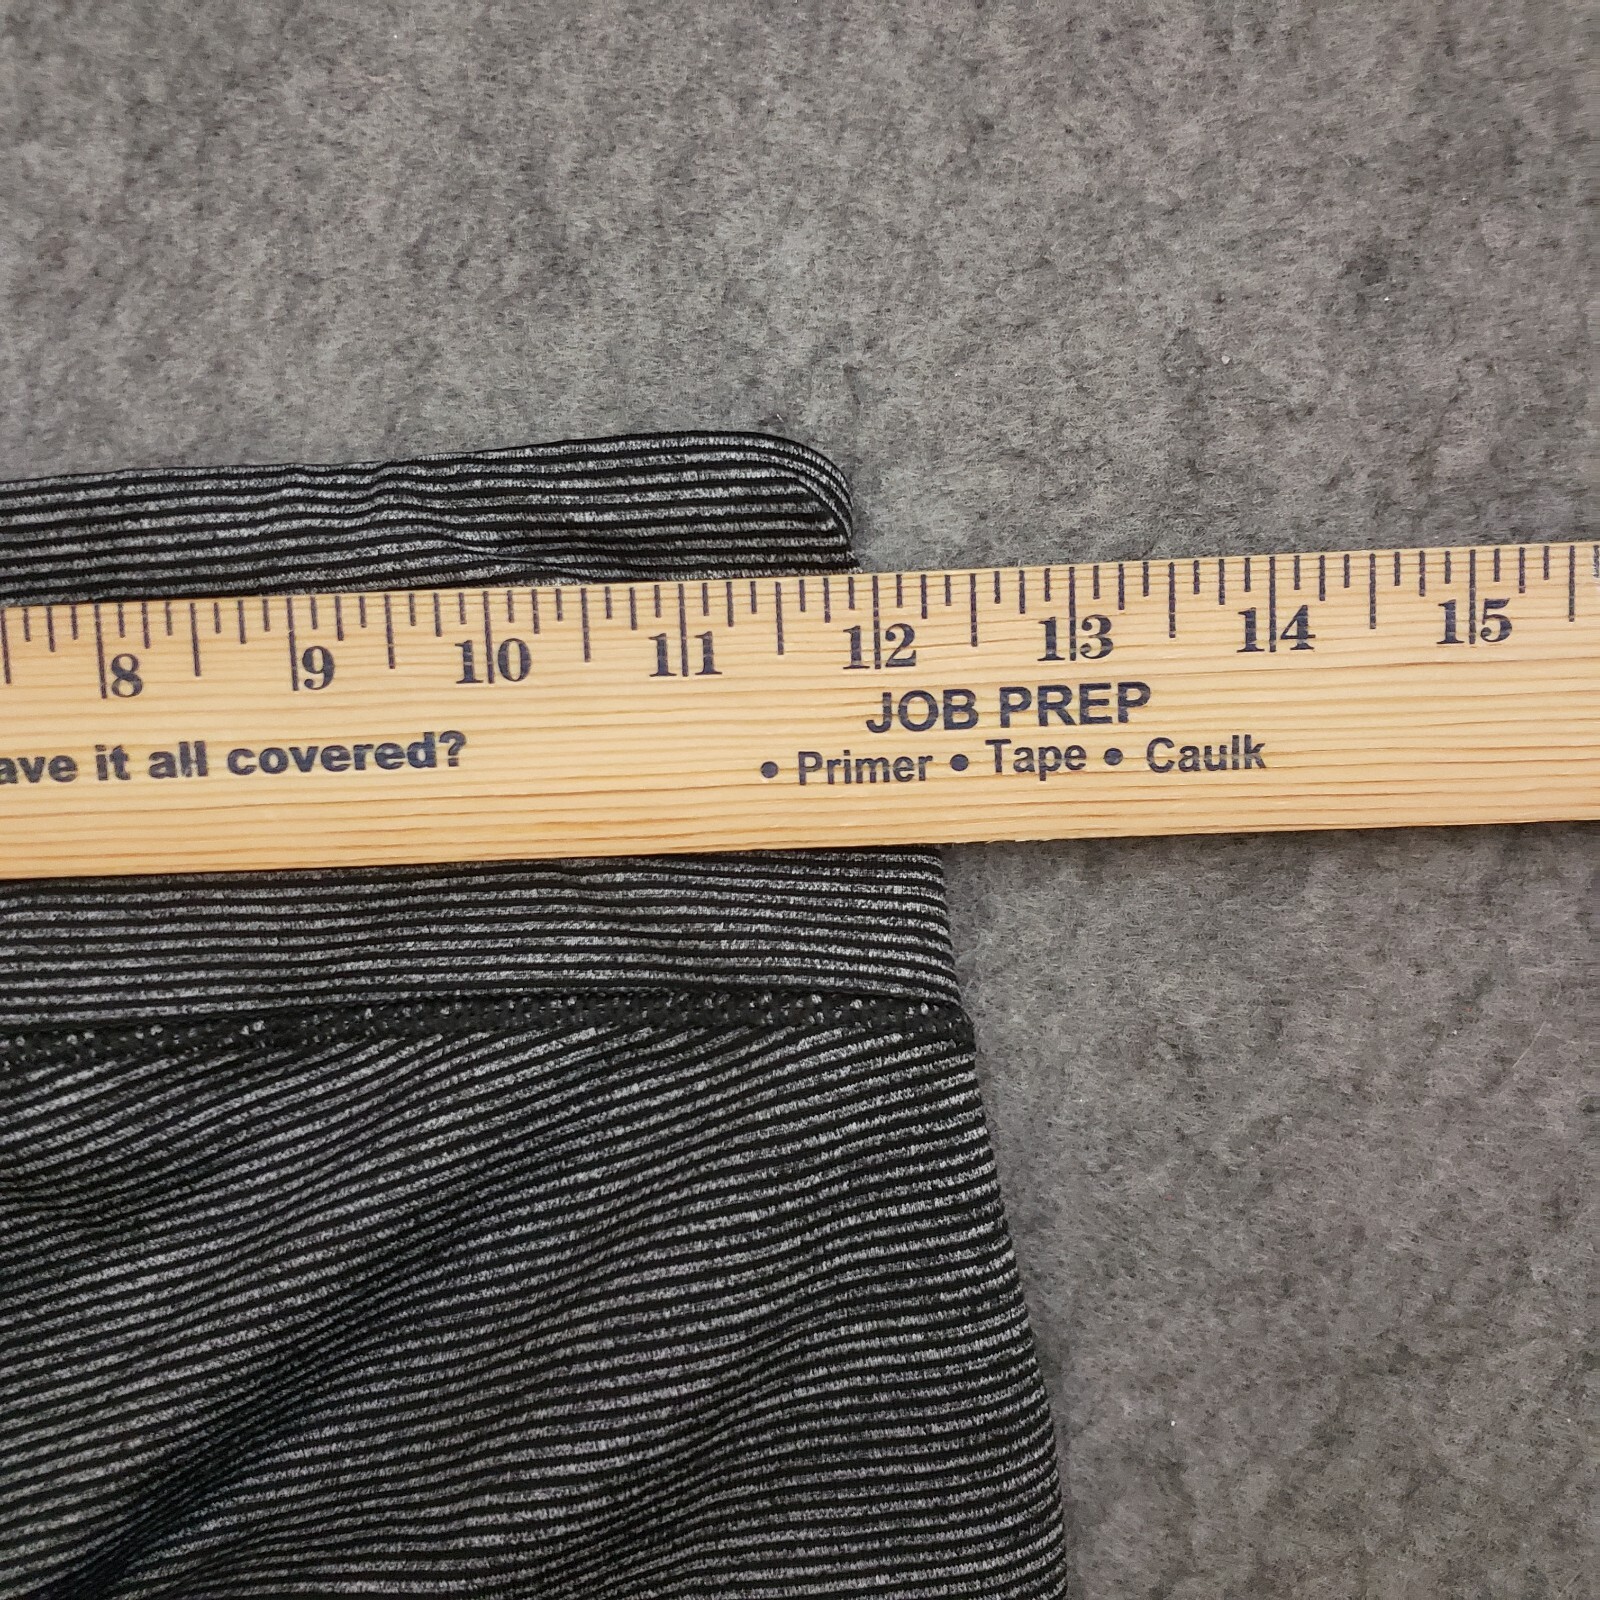 8 9 10 11 12 13 14 15
JOB PREP
ave it all covered? • Primer • Tape • Caulk